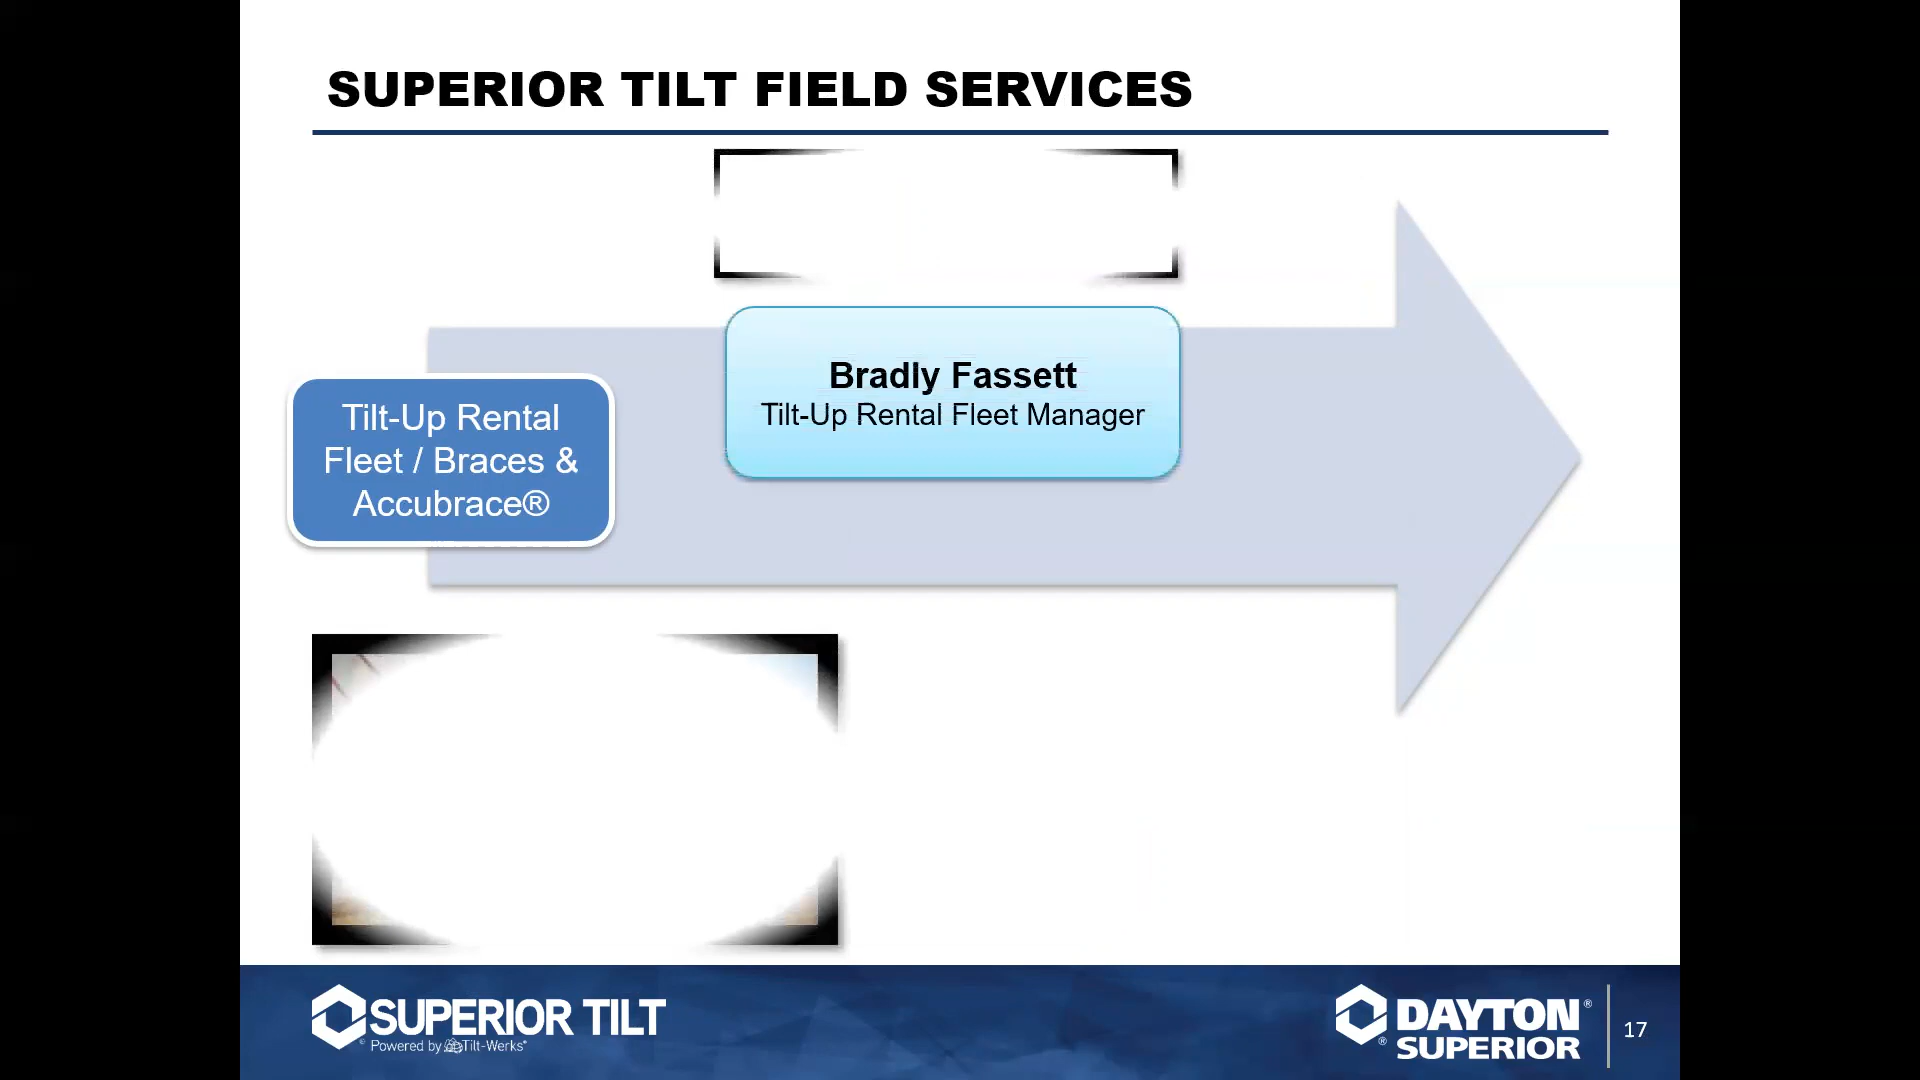 SUPERIOR TILT FIELD SERVICES
Bradly Fassett
Tilt-Up Rental Fleet Manager
Tilt-Up Rental
Fleet / Braces &
Accubrace®
SUPERIOR TILT
Powered by Tilt-Werks®
DAYTON®
SUPERIOR
17